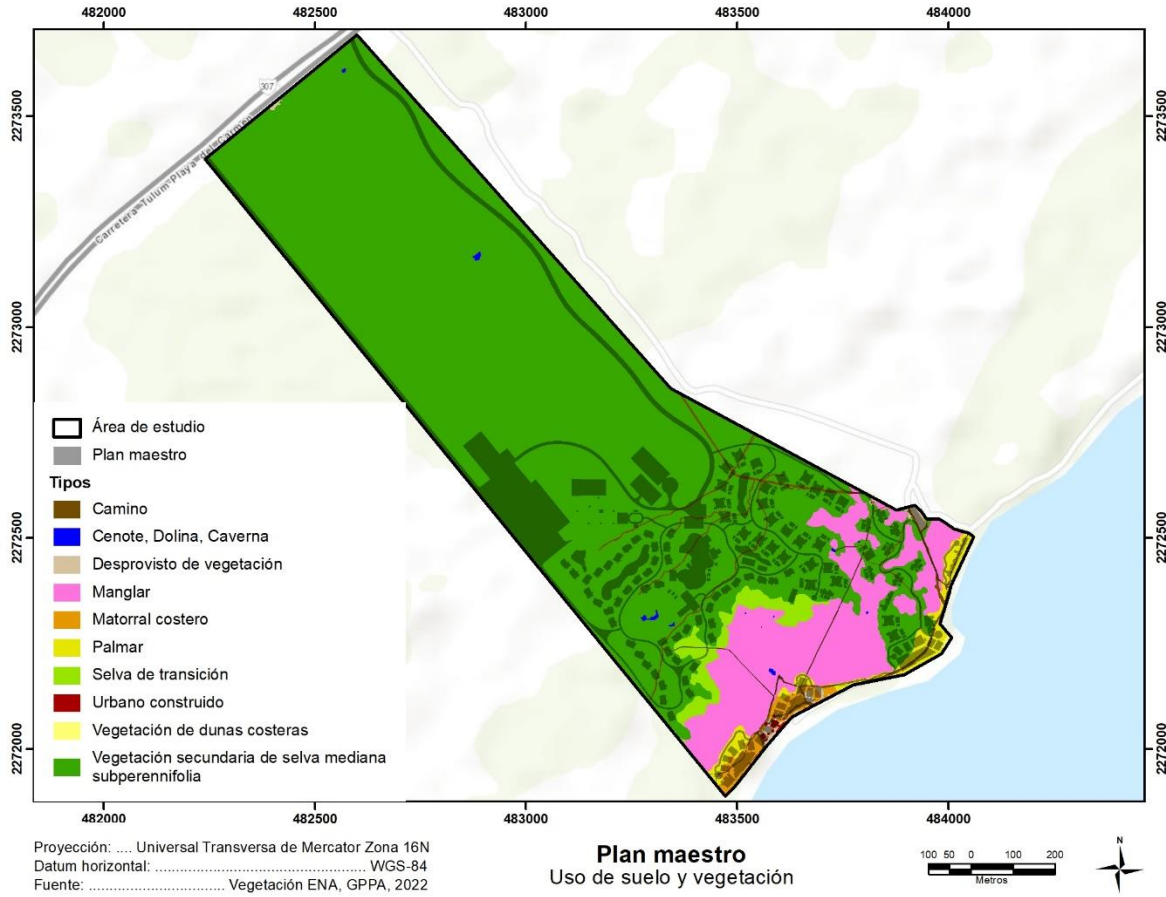 482000 482500 483000 483500 484000
2273500
2273000
2272500
2272000
2273500
2273000
2272500
2272000
307
Carretera Tulum-Playa del Carmen
Área de estudio
Plan maestro
Tipos
Camino
Cenote, Dolina, Caverna
Desprovisto de vegetación
Manglar
Matorral costero
Palmar
Selva de transición
Urbano construido
Vegetación de dunas costeras
Vegetación secundaria de selva mediana
subperennifolia
482000 482500 483000 483500 484000
Proyección: .... Universal Transversa de Mercator Zona 16N
Datum horizontal: ................................................ WGS-84
Fuente: ............................... Vegetación ENA, GPPA, 2022
Plan maestro
Uso de suelo y vegetación
100 50 0 100 200
Metros
N